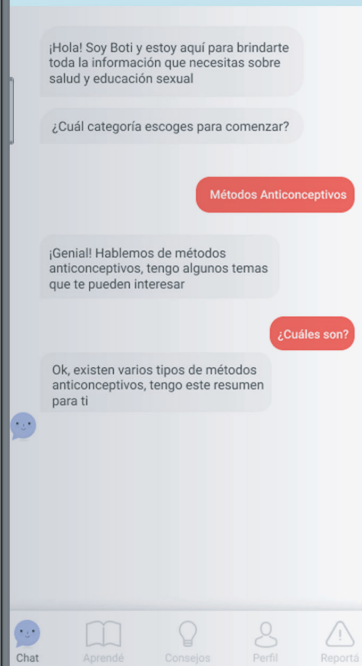 ¡Hola! Soy Boti y estoy aquí para brindarte
toda la información que necesitas sobre
salud y educación sexual
¿Cuál categoría escoges para comenzar?
Métodos Anticonceptivos
¡Genial! Hablemos de métodos
anticonceptivos, tengo algunos temas
que te pueden interesar
¿Cuáles son?
Ok, existen varios tipos de métodos
anticonceptivos, tengo este resumen
para ti
Chat
Aprendé
Consejos
Perfil
Reportá